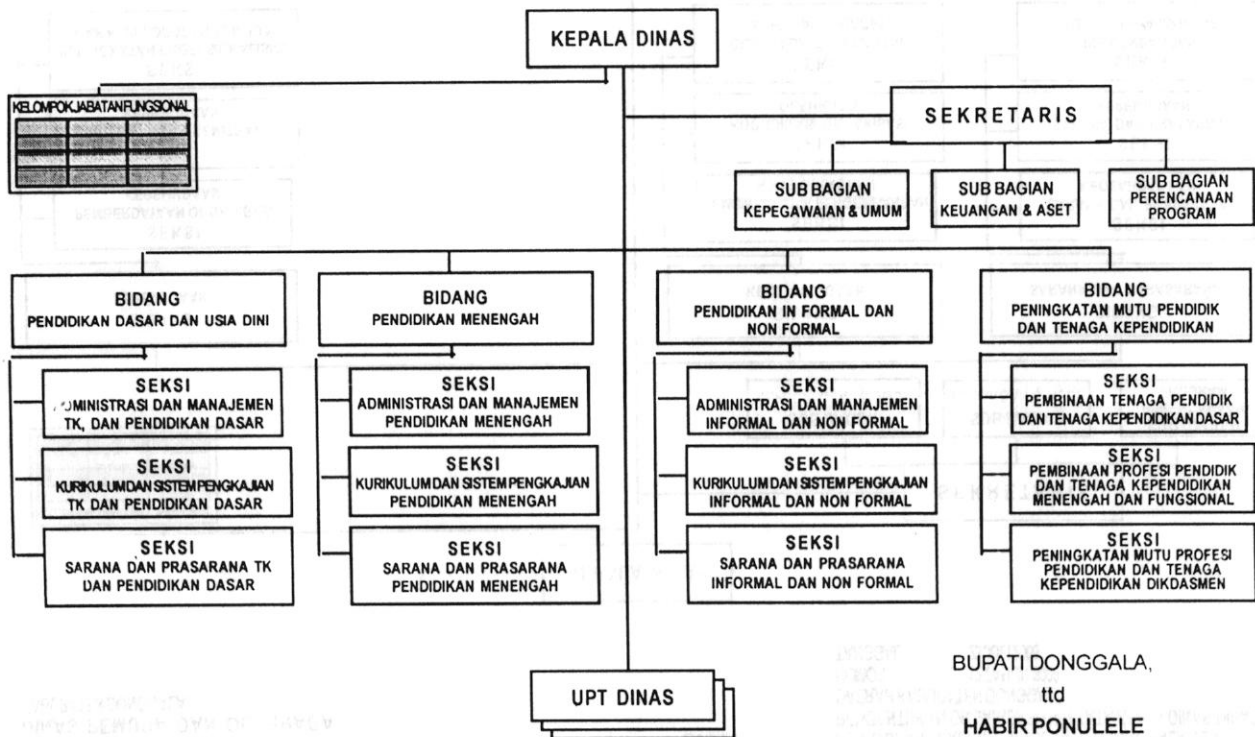 KEPALA DINAS
KELOMPOK JABATAN FUNGSIONAL
SEKRETARIS
SUB BAGIAN
KEPEGAWAIAN & UMUM
SUB BAGIAN
KEUANGAN & ASET
SUB BAGIAN
PERENCANAAN
PROGRAM
BIDANG
PENDIDIKAN DASAR DAN USIA DINI
SEKSI
ADMINISTRASI DAN MANAJEMEN
TK, DAN PENDIDIKAN DASAR
SEKSI
KURIKULUM DAN SISTEM PENGKAJIAN
TK DAN PENDIDIKAN DASAR
SEKSI
SARANA DAN PRASARANA TK
DAN PENDIDIKAN DASAR
BIDANG
PENDIDIKAN MENENGAH
SEKSI
ADMINISTRASI DAN MANAJEMEN
PENDIDIKAN MENENGAH
SEKSI
KURIKULUM DAN SISTEM PENGKAJIAN
PENDIDIKAN MENENGAH
SEKSI
SARANA DAN PRASARANA
PENDIDIKAN MENENGAH
BIDANG
PENDIDIKAN IN FORMAL DAN
NON FORMAL
SEKSI
ADMINISTRASI DAN MANAJEMEN
INFORMAL DAN NON FORMAL
SEKSI
KURIKULUM DAN SISTEM PENGKAJIAN
INFORMAL DAN NON FORMAL
SEKSI
SARANA DAN PRASARANA
INFORMAL DAN NON FORMAL
BIDANG
PENINGKATAN MUTU PENDIDIK
DAN TENAGA KEPENDIDIKAN
SEKSI
PEMBINAAN TENAGA PENDIDIK
DAN TENAGA KEPENDIDIKAN DASAR
SEKSI
PEMBINAAN PROFESI PENDIDIK
DAN TENAGA KEPENDIDIKAN
MENENGAH DAN FUNGSIONAL
SEKSI
PENINGKATAN MUTU PROFESI
PENDIDIKAN DAN TENAGA
KEPENDIDIKAN DIKDASMEN
UPT DINAS
BUPATI DONGGALA,
ttd
HABIR PONULELE